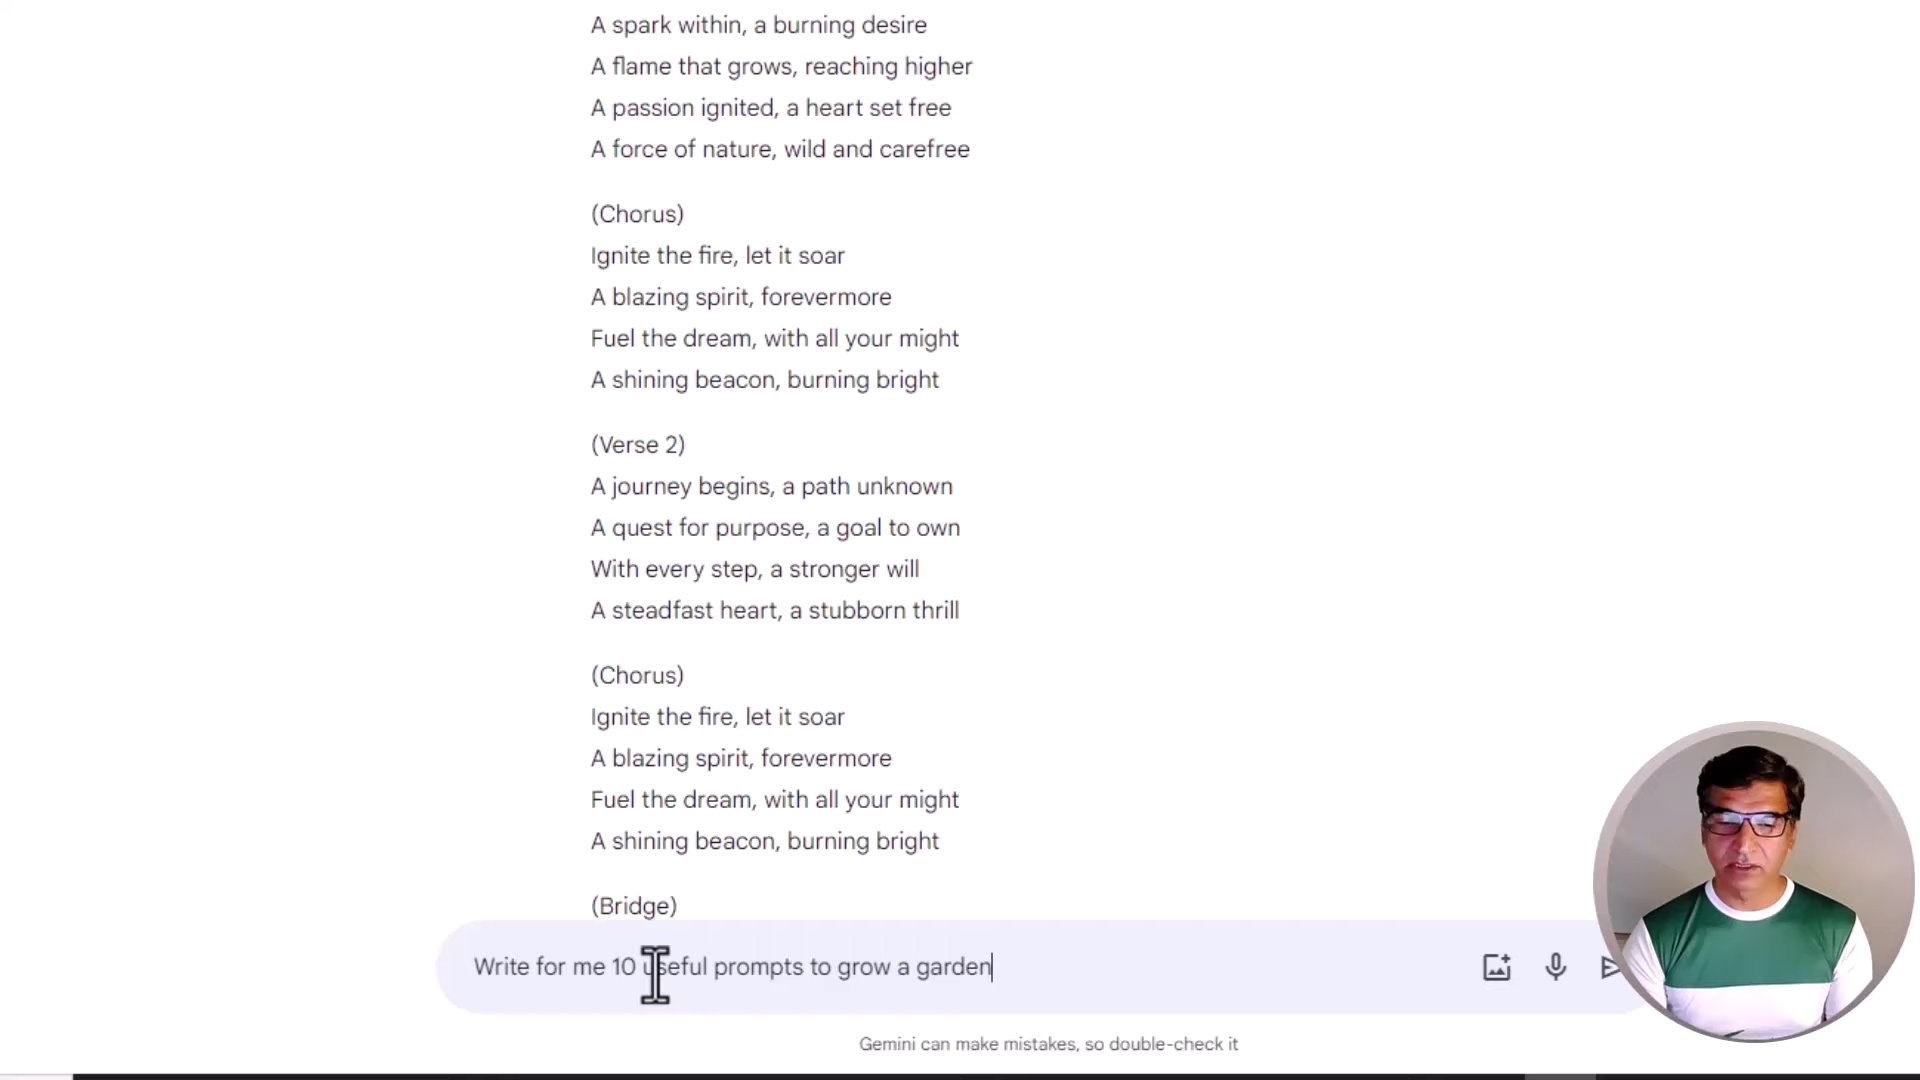 A spark within, a burning desire
A flame that grows, reaching higher
A passion ignited, a heart set free
A force of nature, wild and carefree
(Chorus)
Ignite the fire, let it soar
A blazing spirit, forevermore
Fuel the dream, with all your might
A shining beacon, burning bright
(Verse 2)
A journey begins, a path unknown
A quest for purpose, a goal to own
With every step, a stronger will
A steadfast heart, a stubborn thrill
(Chorus)
Ignite the fire, let it soar
A blazing spirit, forevermore
Fuel the dream, with all your might
A shining beacon, burning bright
(Bridge)
Write for me 10 useful prompts to grow a garden
Gemini can make mistakes, so double-check it